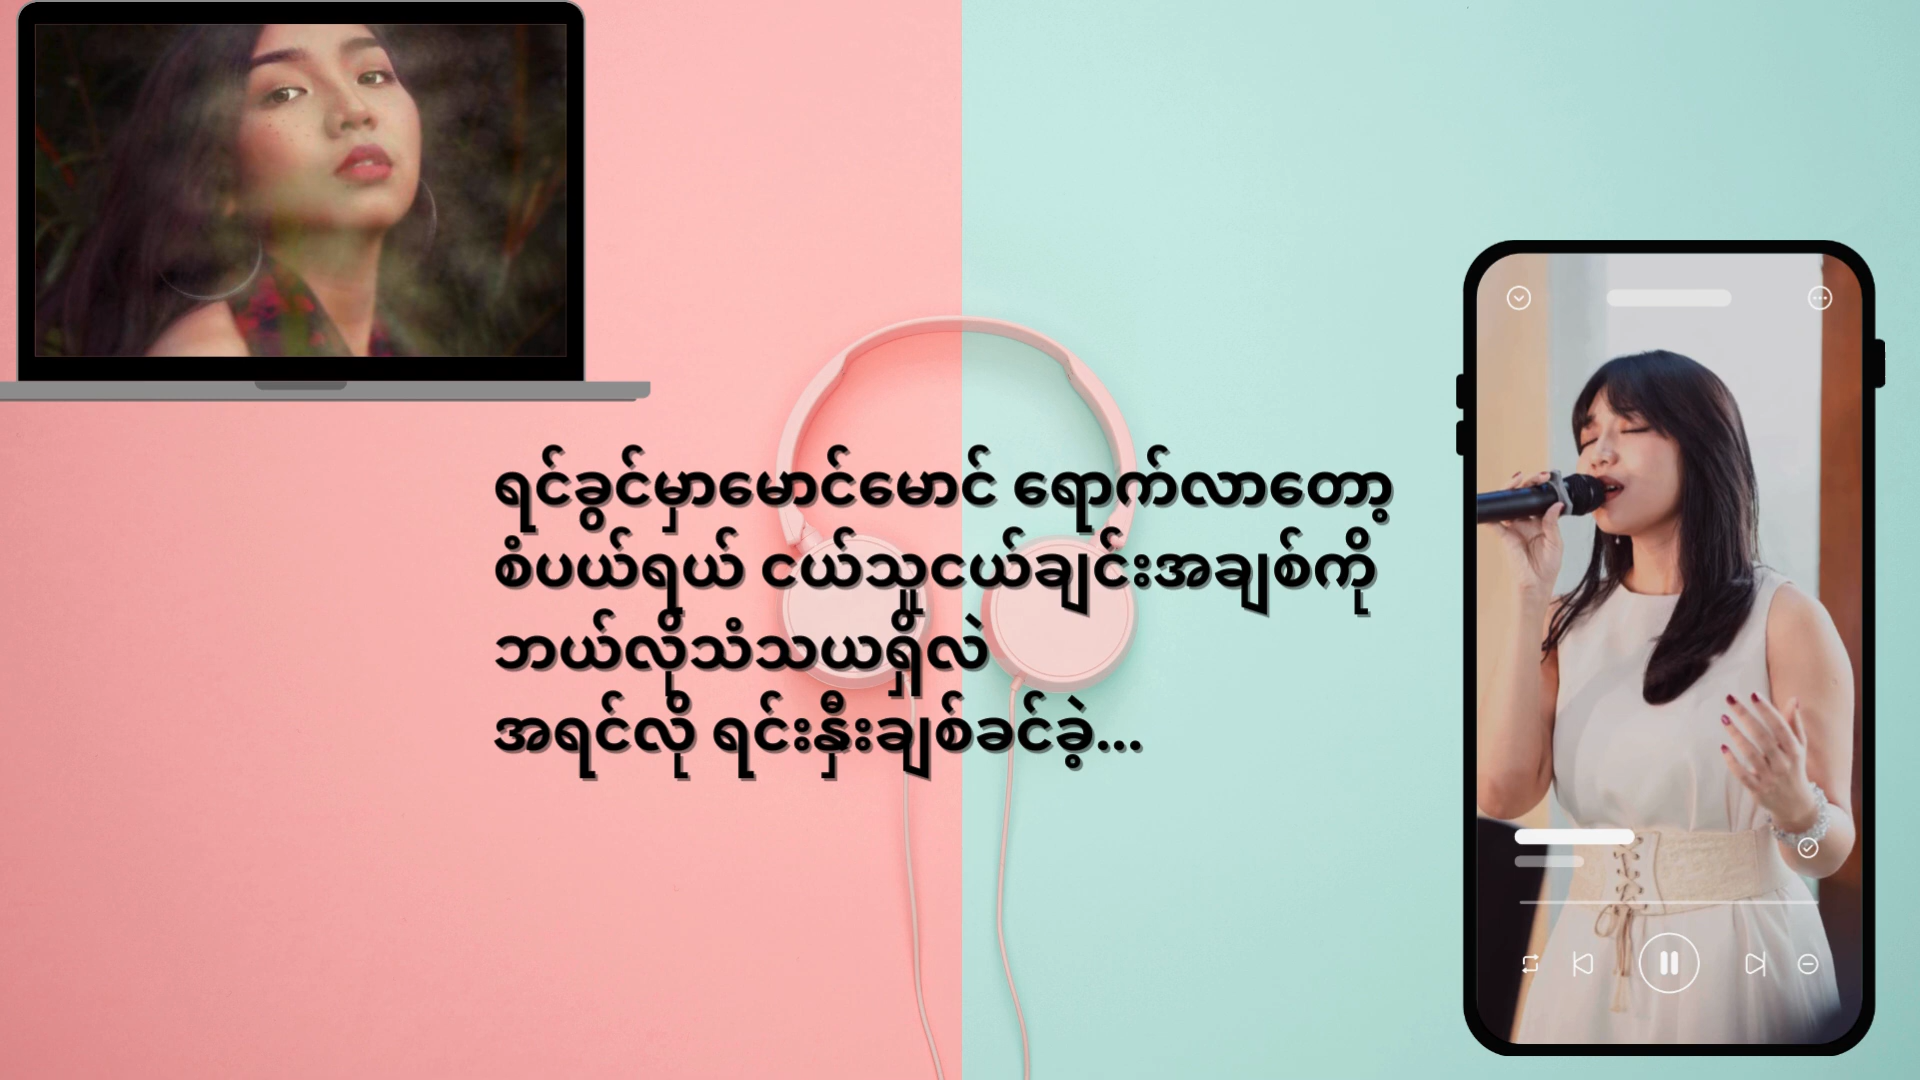 ရင်ခွင်မှာမောင်မောင် ရောက်လာတော့
စံပယ်ရယ် ငယ်သူငယ်ချင်းအချစ်ကို
ဘယ်လိုသံသယရှိလဲ
အရင်လို ရင်းနှီးချစ်ခင်ခဲ့...